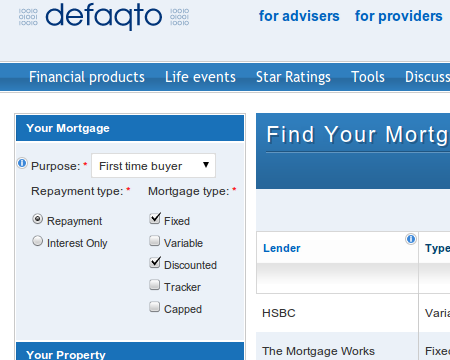 defaqto
for advisers for providers
Financial products Life events Star Ratings Tools Discuss
Your Mortgage
Find Your Mortg
Purpose: * First time buyer
Repayment type: * Mortgage type: *
Repayment Fixed
Interest Only Variable
Discounted
Tracker
Capped
Lender Type
HSBC Varia
The Mortgage Works Fixed
Your Property